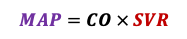 MAP = CO × SVR